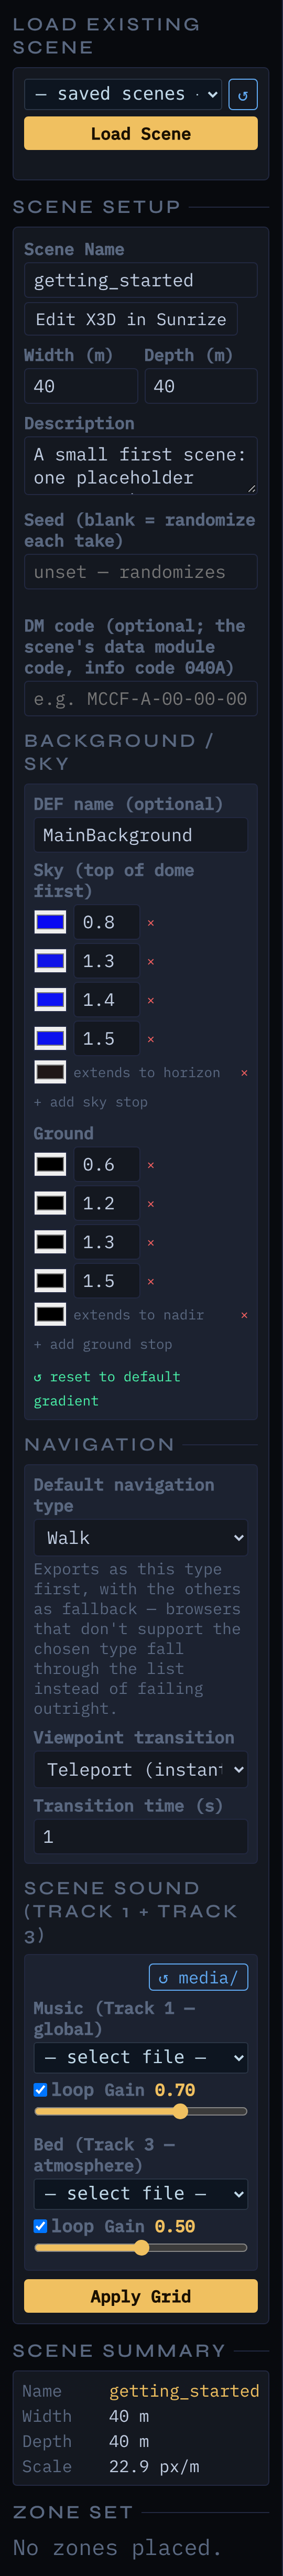 LOAD EXISTING
SCENE
— saved scenes ·
↺
Load Scene
SCENE SETUP
Scene Name
getting_started
Edit X3D in Sunrize
Width (m)
Depth (m)
40
40
Description
A small first scene:
one placeholder
Seed (blank = randomize
each take)
unset — randomizes
DM code (optional; the
scene's data module
code, info code 040A)
e.g. MCCF-A-00-00-00
BACKGROUND /
SKY
DEF name (optional)
MainBackground
Sky (top of dome
first)
0.8 ×
1.3 ×
1.4 ×
1.5 ×
extends to horizon ×
+ add sky stop
Ground
0.6 ×
1.2 ×
1.3 ×
1.5 ×
extends to nadir ×
+ add ground stop
↺ reset to default
gradient
NAVIGATION
Default navigation
type
Walk
Exports as this type
first, with the others
as fallback — browsers
that don't support the
chosen type fall
through the list
instead of failing
outright.
Viewpoint transition
Teleport (instant
Transition time (s)
1
SCENE SOUND
(TRACK 1 + TRACK
3)
↺ media/
Music (Track 1 —
global)
— select file —
loop Gain 0.70
Bed (Track 3 —
atmosphere)
— select file —
loop Gain 0.50
Apply Grid
SCENE SUMMARY
Name getting_started
Width 40 m
Depth 40 m
Scale 22.9 px/m
ZONE SET
No zones placed.